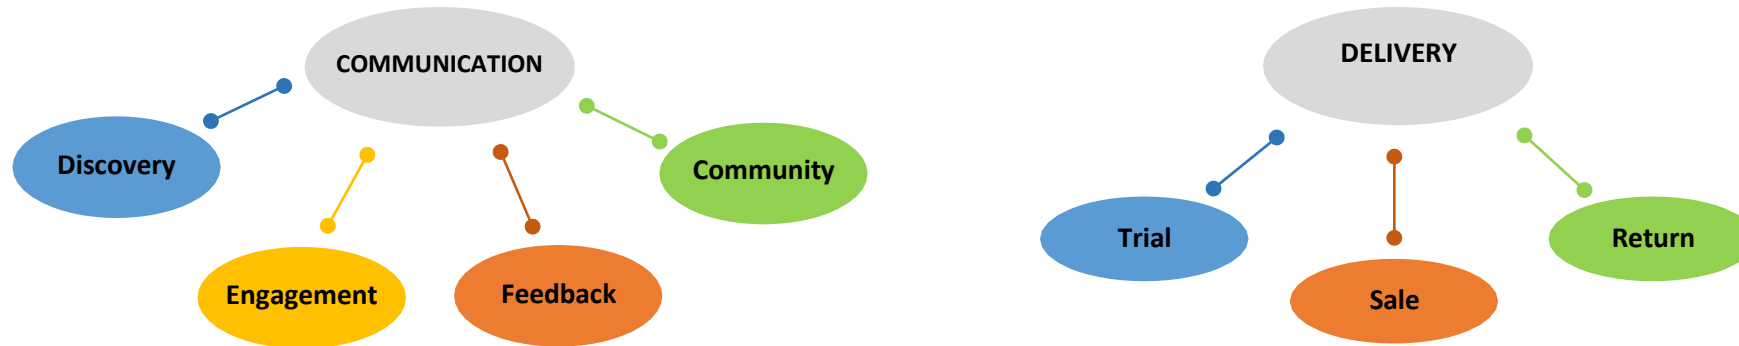 COMMUNICATION
Discovery
Engagement
Feedback
Community
DELIVERY
Trial
Sale
Return